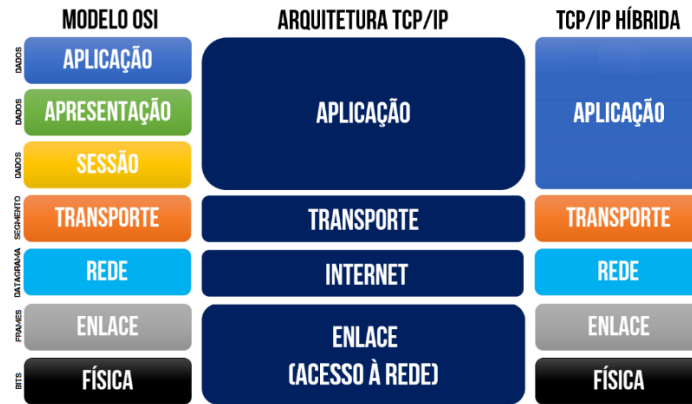 MODELO OSI
ARQUITETURA TCP/IP
TCP/IP HÍBRIDA
DADOS
APLICAÇÃO
DADOS
APRESENTAÇÃO
DADOS
SESSÃO
SEGMENTO
TRANSPORTE
DATAGRAMA
REDE
FRAMES
ENLACE
BITS
FÍSICA
APLICAÇÃO
TRANSPORTE
INTERNET
ENLACE
(ACESSO À REDE)
APLICAÇÃO
TRANSPORTE
REDE
ENLACE
FÍSICA